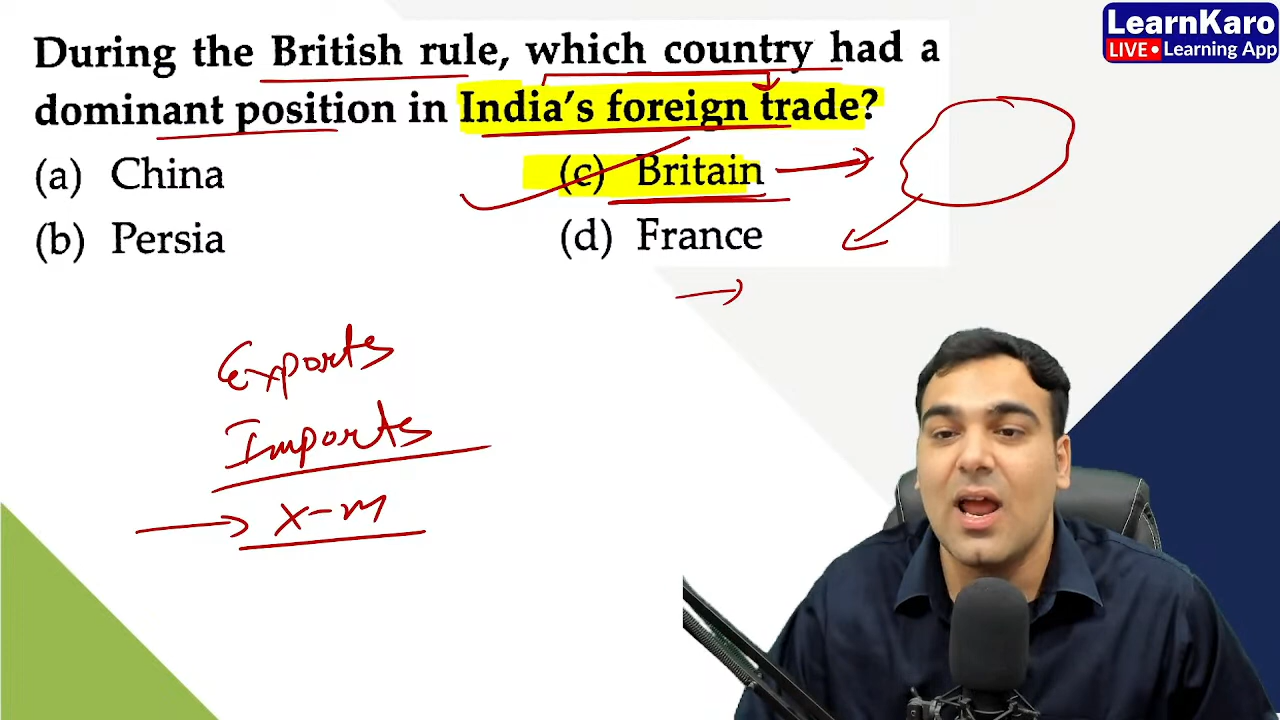 LearnKaro
LIVE • Learning App
During the British rule, which country had a
dominant position in India's foreign trade?
(a) China
(c) Britain
(b) Persia
(d) France
Exports
Imports
X-M